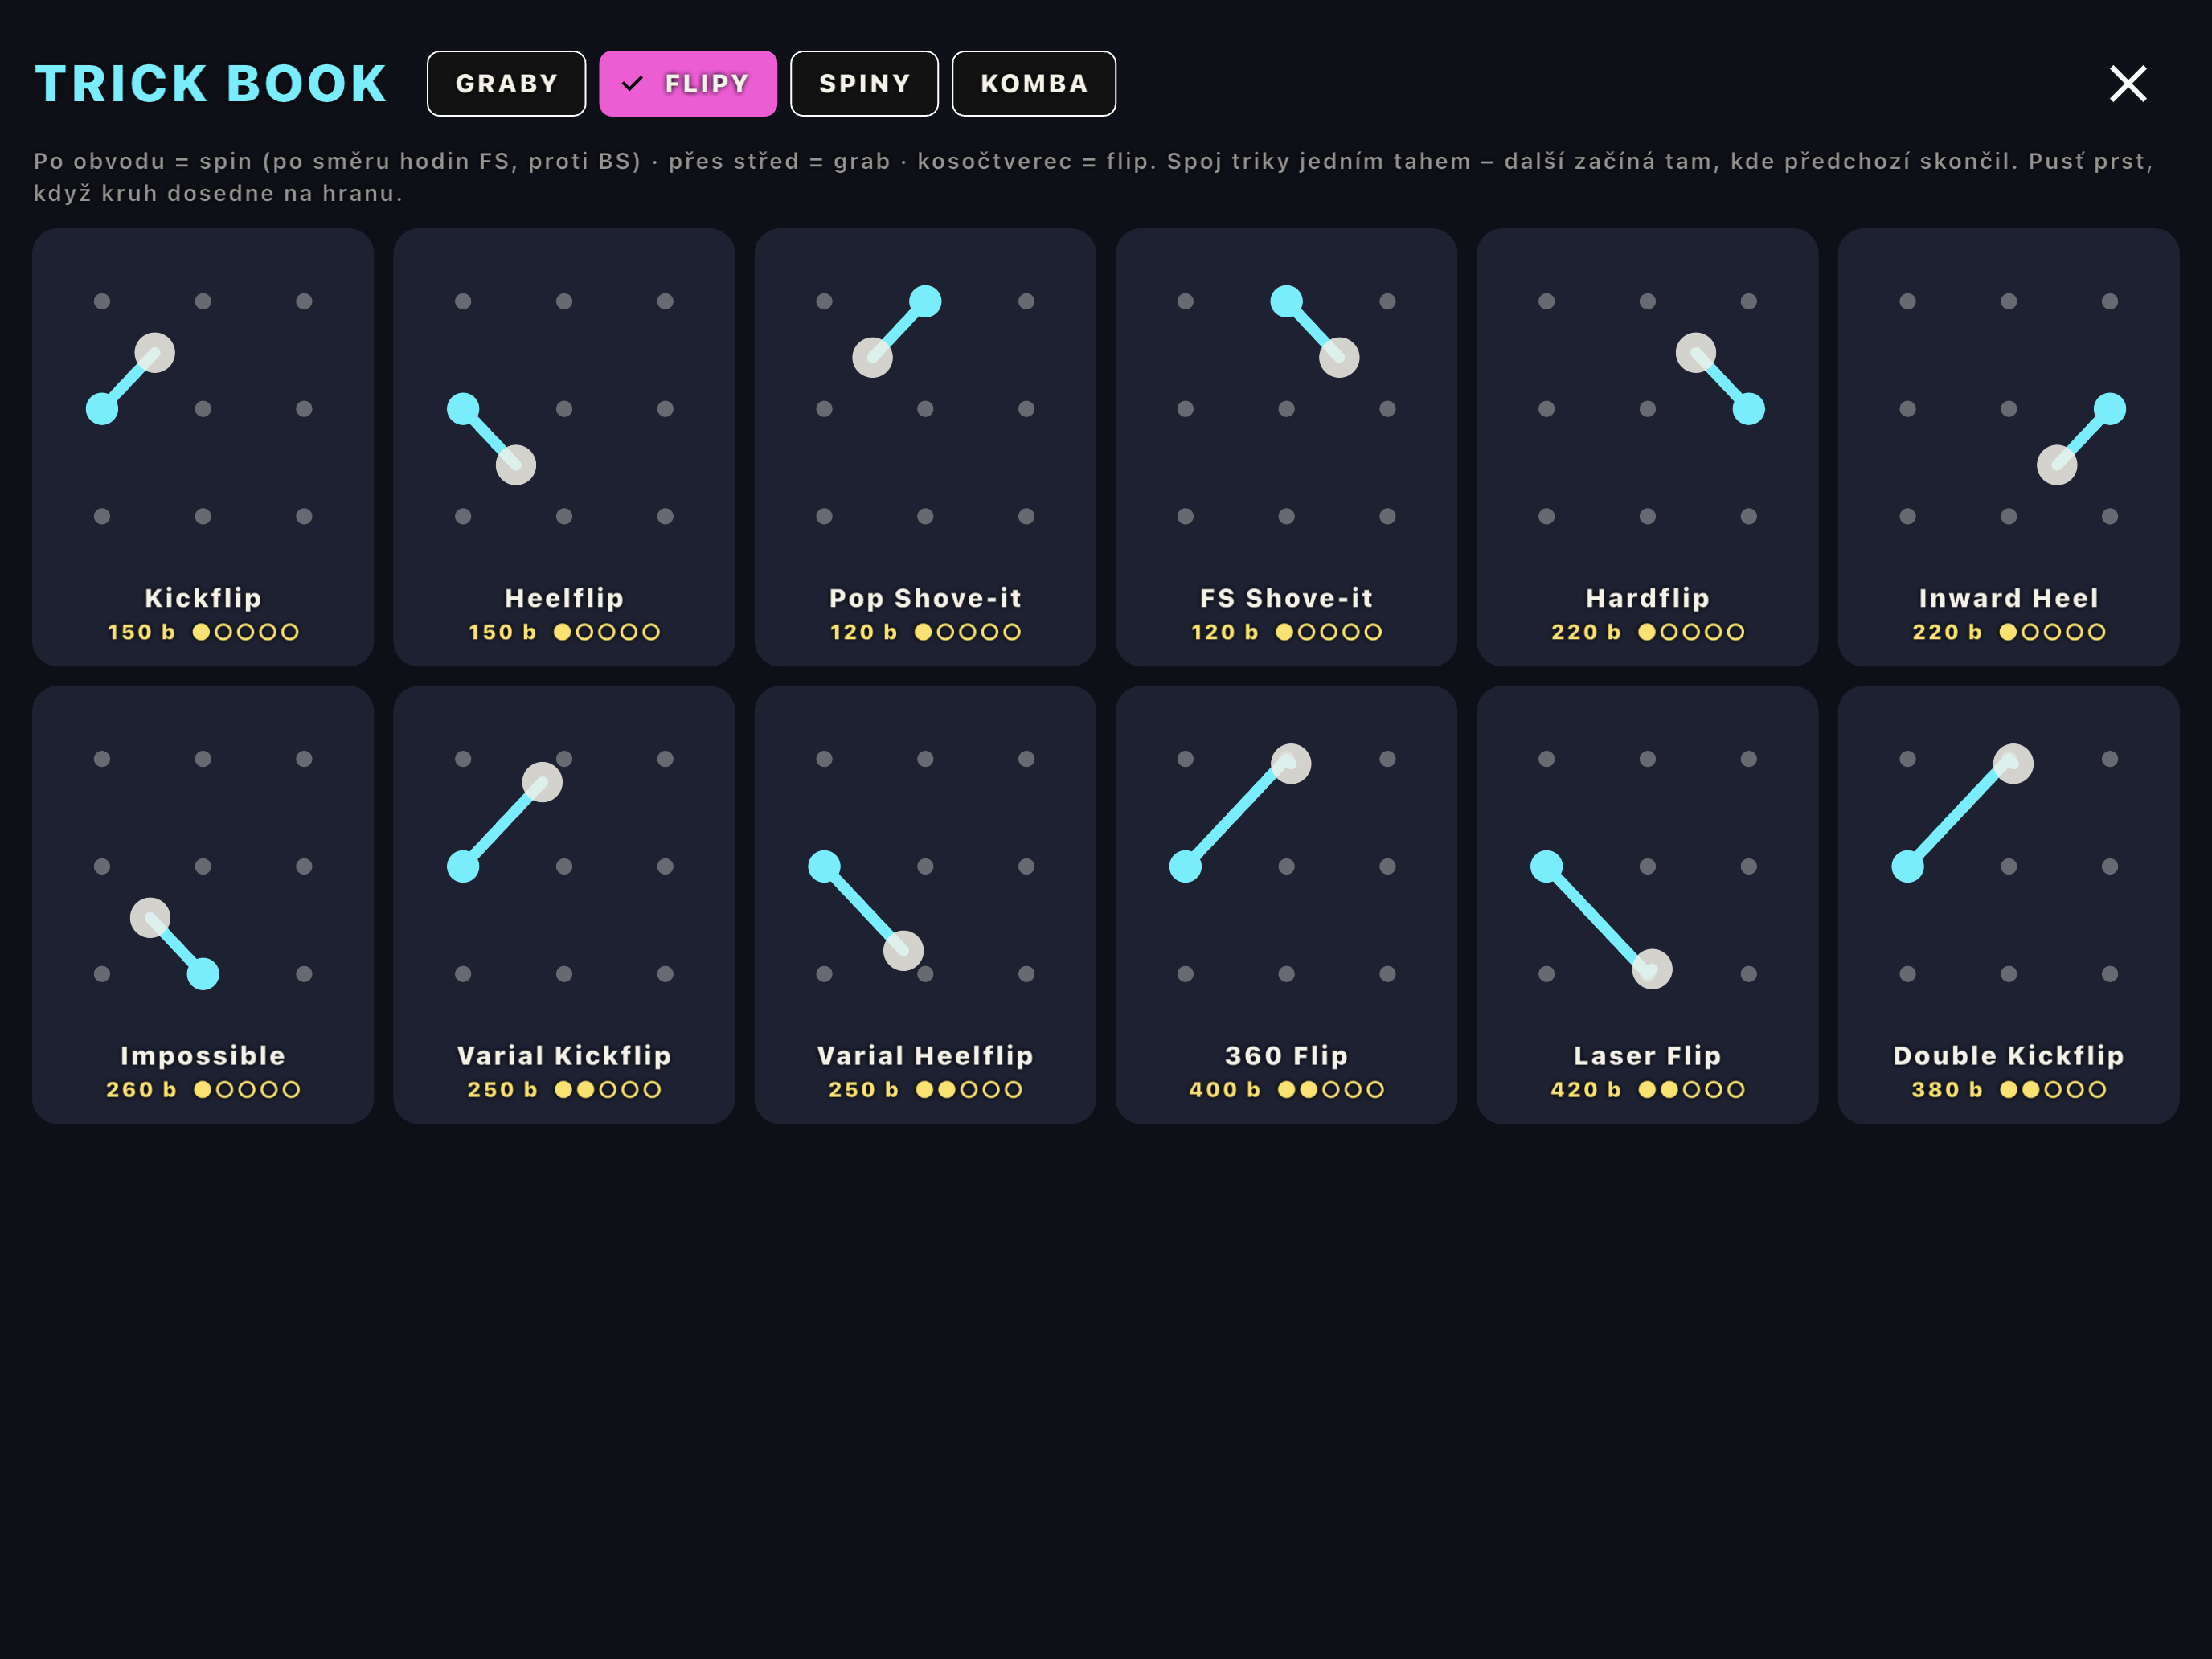 TRICK BOOK GRABY FLIPY SPINY KOMBA
Po obvodu = spin (po směru hodin FS, proti BS) · přes střed = grab · kosočtverec = flip. Spoj triky jedním tahem – další začíná tam, kde předchozí skončil. Pusť prst,
když kruh dosedne na hranu.
Kickflip
150 b
Heelflip
150 b
Pop Shove-it
120 b
FS Shove-it
120 b
Hardflip
220 b
Inward Heel
220 b
Impossible
260 b
Varial Kickflip
250 b
Varial Heelflip
250 b
360 Flip
400 b
Laser Flip
420 b
Double Kickflip
380 b